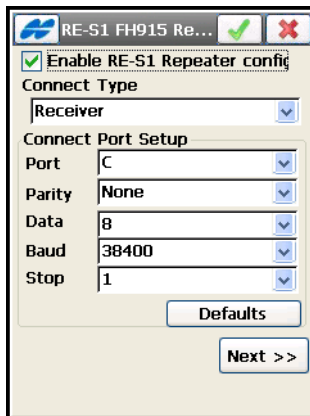 RE-S1 FH915 Re...
Enable RE-S1 Repeater config
Connect Type
Receiver
Connect Port Setup
Port C
Parity None
Data 8
Baud 38400
Stop 1
Defaults
Next >>